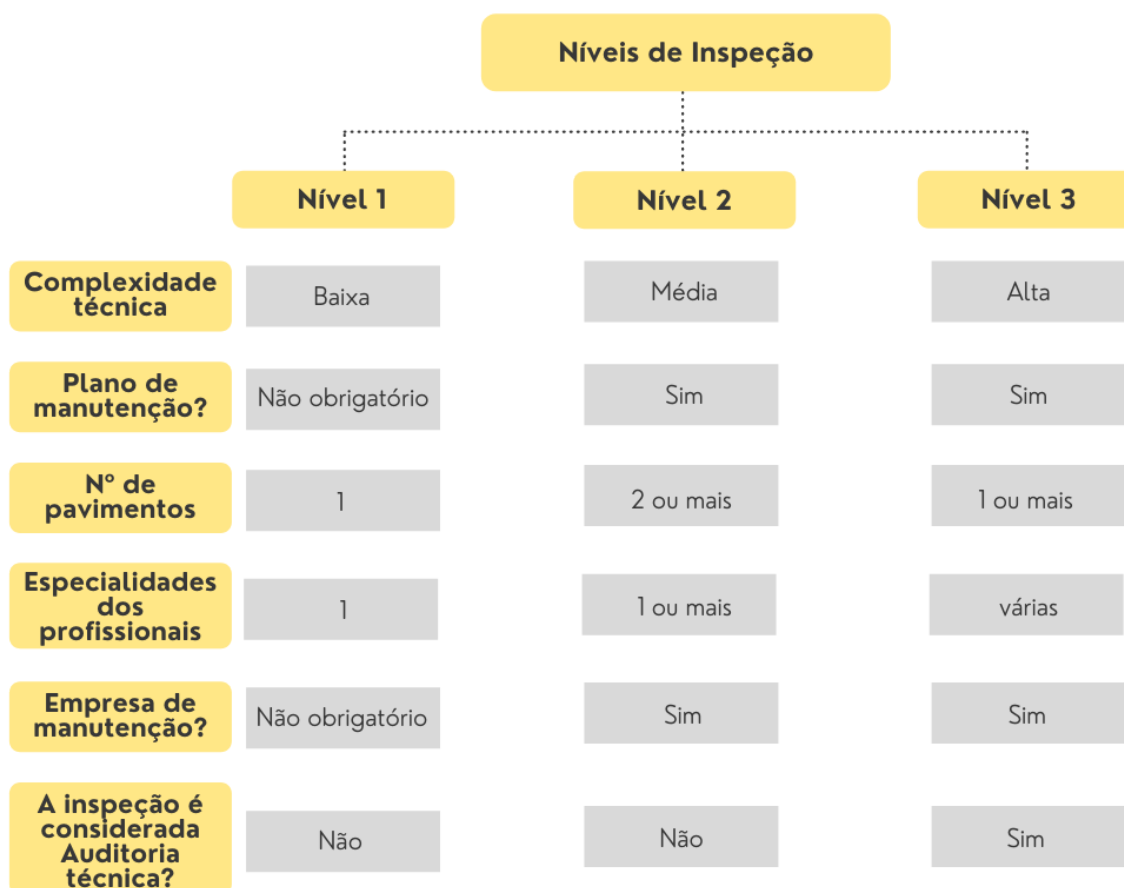 Níveis de Inspeção
Nível 1
Nível 2
Nível 3
Complexidade
técnica
Baixa
Média
Alta
Plano de
manutenção?
Não obrigatório
Sim
Sim
Nº de
pavimentos
1
2 ou mais
1 ou mais
Especialidades
dos
profissionais
1
1 ou mais
várias
Empresa de
manutenção?
Não obrigatório
Sim
Sim
A inspeção é
considerada
Auditoria
técnica?
Não
Não
Sim